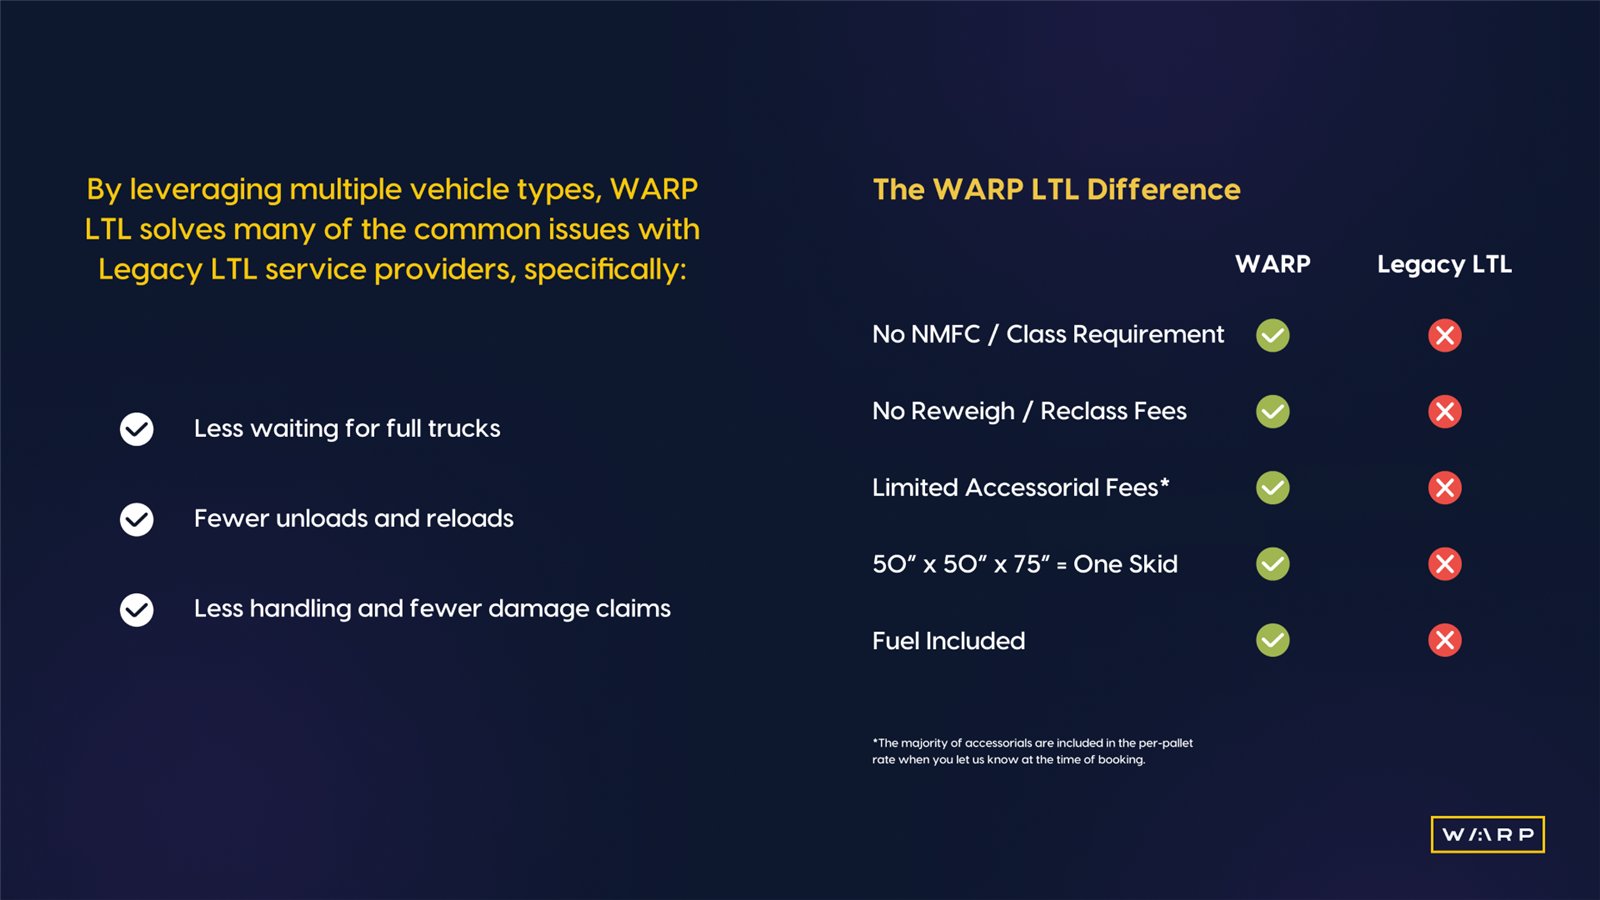 By leveraging multiple vehicle types, WARP
LTL solves many of the common issues with
Legacy LTL service providers, specifically:
Less waiting for full trucks
Fewer unloads and reloads
Less handling and fewer damage claims
The WARP LTL Difference
WARP Legacy LTL
No NMFC / Class Requirement
No Reweigh / Reclass Fees
Limited Accessorial Fees*
50” x 50” x 75” = One Skid
Fuel Included
*The majority of accessorials are included in the per-pallet
rate when you let us know at the time of booking.
WARP